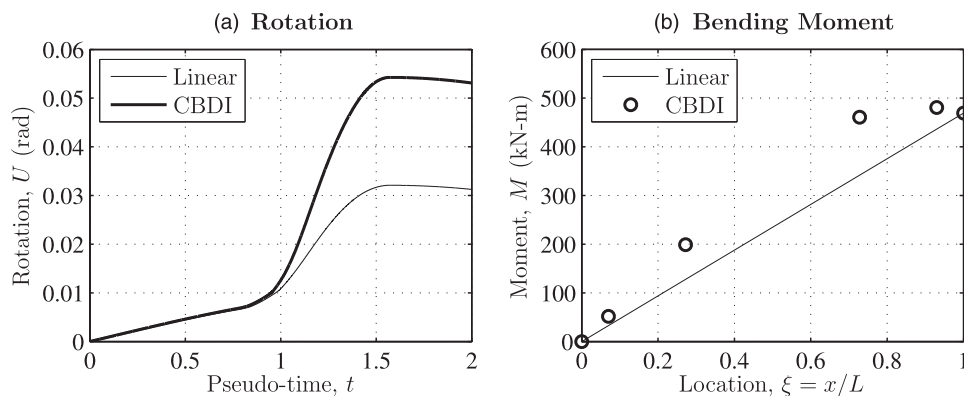 (a) Rotation
0.06
0.05
0.04
0.03
0.02
0.01
0
Rotation, U (rad)
Linear
CBDI
0
0.5
1
1.5
2
Pseudo-time, t
(b) Bending Moment
600
500
400
300
200
100
0
Moment, M (kN-m)
Linear
CBDI
0
0.2
0.4
0.6
0.8
1
Location, ξ = x/L